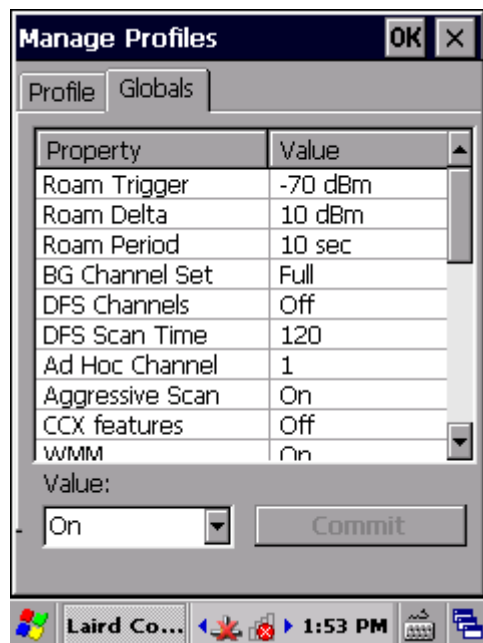 Manage Profiles OK ×
Profile Globals
Property Value
Roam Trigger -70 dBm
Roam Delta 10 dBm
Roam Period 10 sec
BG Channel Set Full
DFS Channels Off
DFS Scan Time 120
Ad Hoc Channel 1
Aggressive Scan On
CCX features Off
WMM On
Value:
On Commit
Laird Co... 1:53 PM